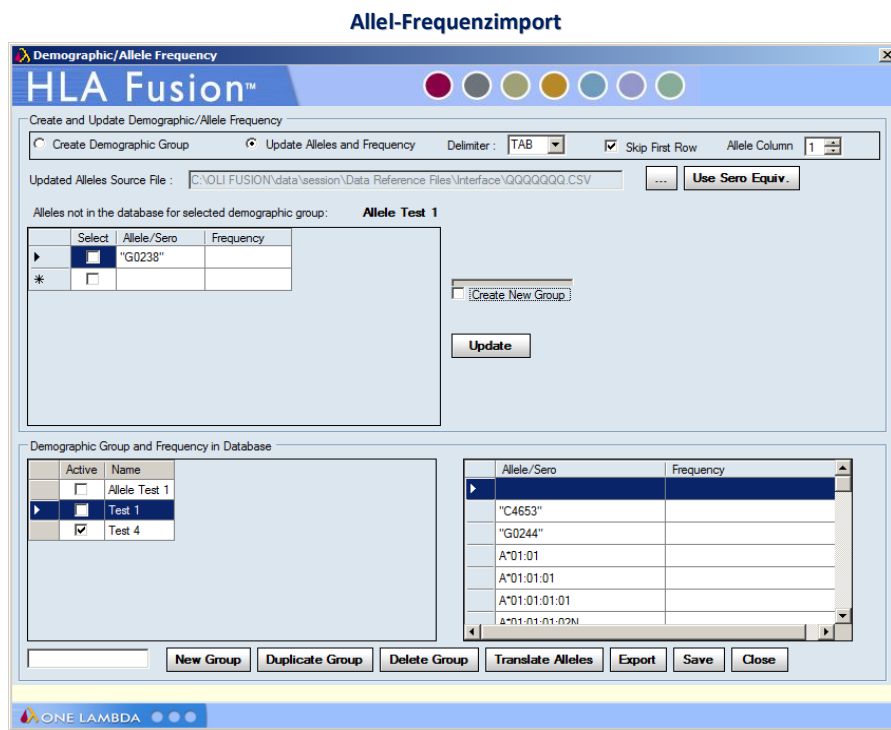 Allel-Frequenzimport
Demographic/Allele Frequency
HLA Fusion™
Create and Update Demographic/Allele Frequency
Create Demographic Group Update Alleles and Frequency Delimiter : TAB Skip First Row Allele Column 1
Updated Alleles Source File : C:\OLI FUSION\data\session\Data Reference Files\Interface\QQQQQQQ.CSV ... Use Sero Equiv.
Alleles not in the database for selected demographic group: Allele Test 1
Select Allele/Sero Frequency
"G0238"
Create New Group
Update
Demographic Group and Frequency in Database
Active Name
Allele Test 1
Test 1
Test 4
Allele/Sero Frequency
"C4653"
"G0244"
A*01:01
A*01:01:01
A*01:01:01:01
A*01:01:01:02N
New Group Duplicate Group Delete Group Translate Alleles Export Save Close
ONE LAMBDA